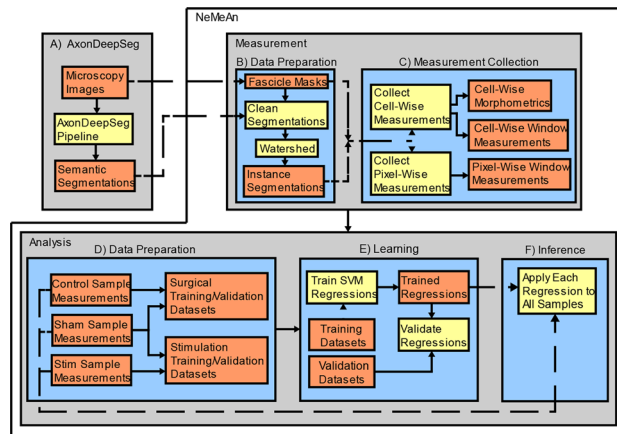 NeMeAn
A) AxonDeepSeg
Microscopy
Images
AxonDeepSeg
Pipeline
Semantic
Segmentations
Measurement
B) Data Preparation
Fascicle Masks
Clean
Segmentations
Watershed
Instance
Segmentations
C) Measurement Collection
Collect
Cell-Wise
Measurements
Collect
Pixel-Wise
Measurements
Cell-Wise
Morphometrics
Cell-Wise Window
Measurements
Pixel-Wise Window
Measurements
Analysis
D) Data Preparation
Control Sample
Measurements
Sham Sample
Measurements
Stim Sample
Measurements
Surgical
Training/Validation
Datasets
Stimulation
Training/Validation
Datasets
E) Learning
Train SVM
Regressions
Training
Datasets
Validation
Datasets
Trained
Regressions
Validate
Regressions
F) Inference
Apply Each
Regression to
All Samples